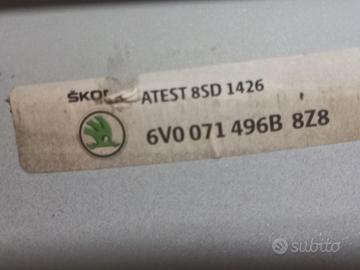 ATEST 8SD 1426
6V0 071 496B 8Z8
subito